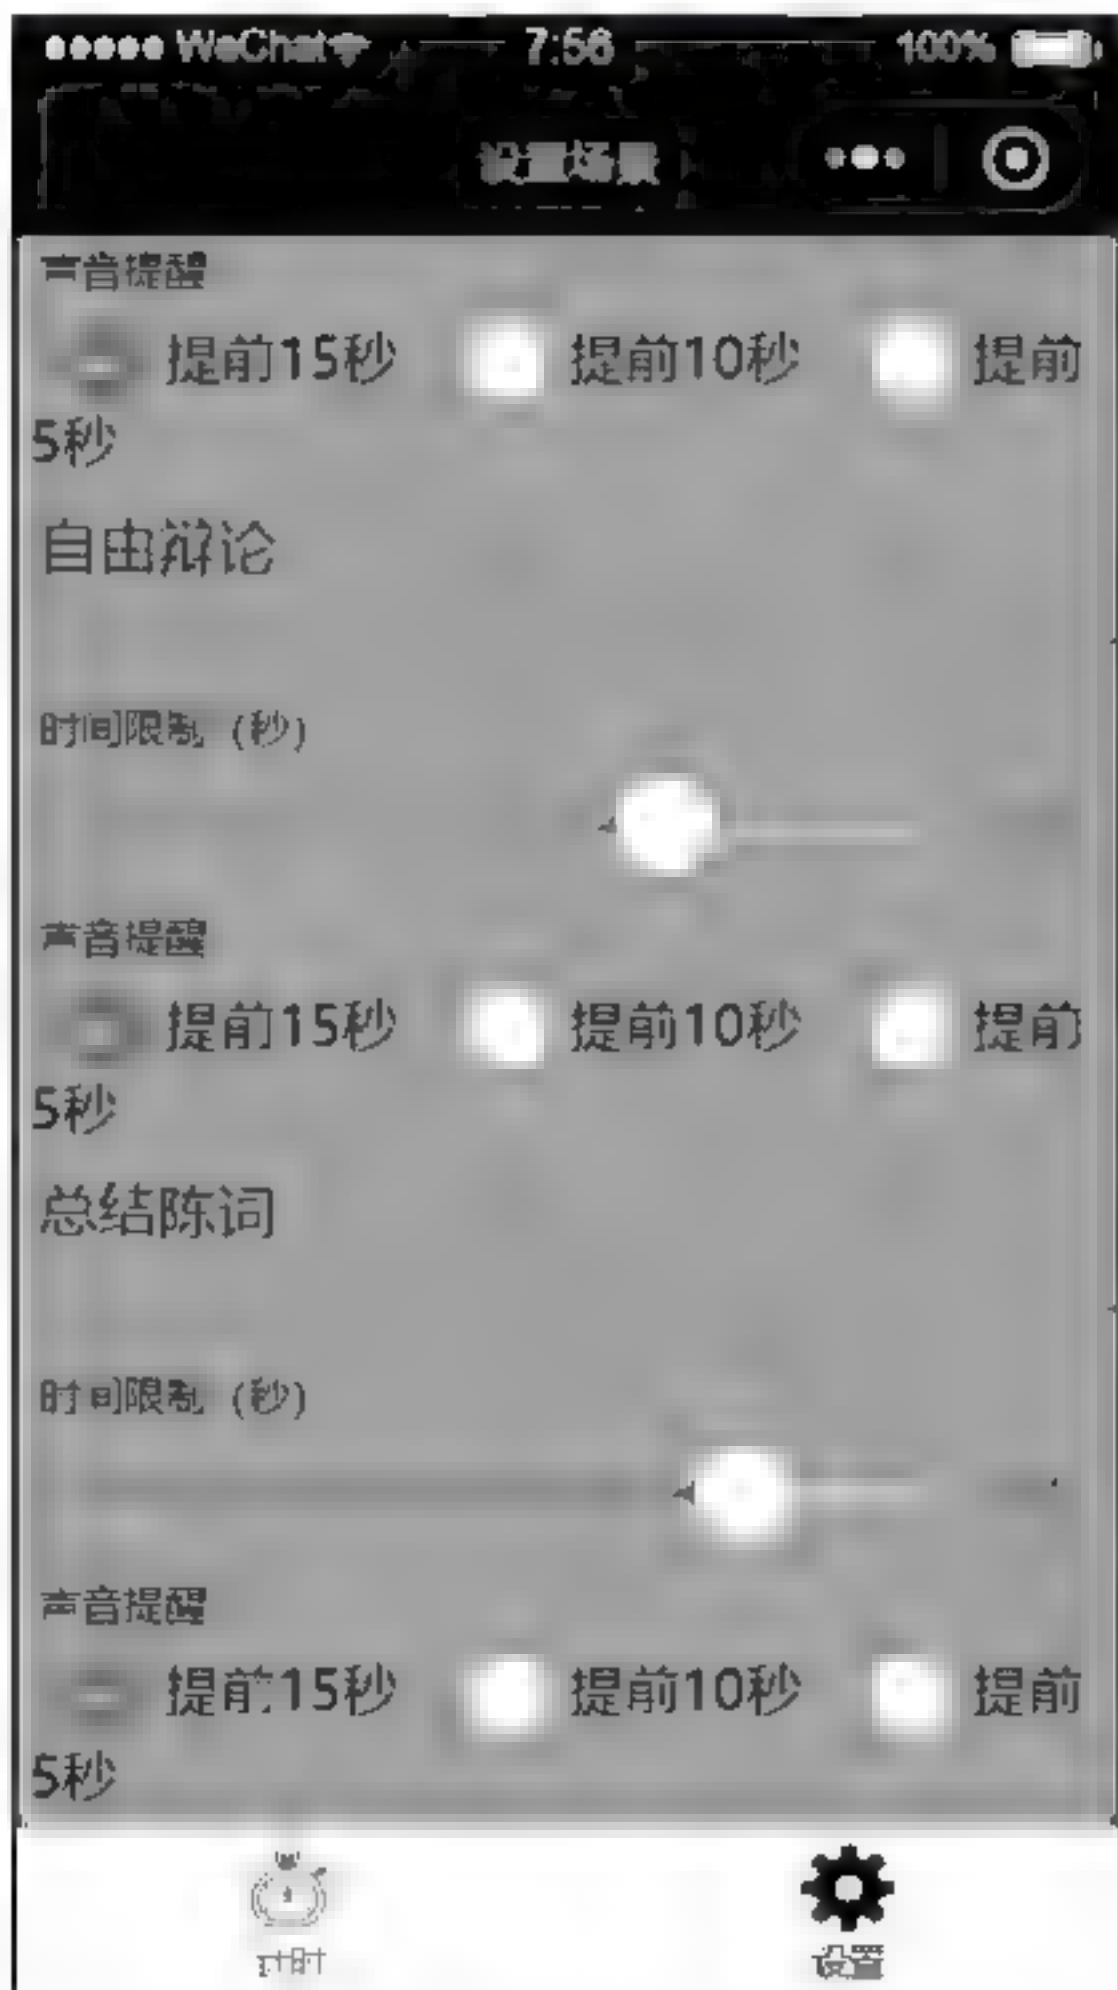 WeChat 7:56 100%
设置场景
声音提醒
提前15秒 提前10秒 提前
5秒
自由辩论
时间限制 (秒)
声音提醒
提前15秒 提前10秒 提前
5秒
总结陈词
时间限制 (秒)
声音提醒
提前15秒 提前10秒 提前
5秒
计时 设置